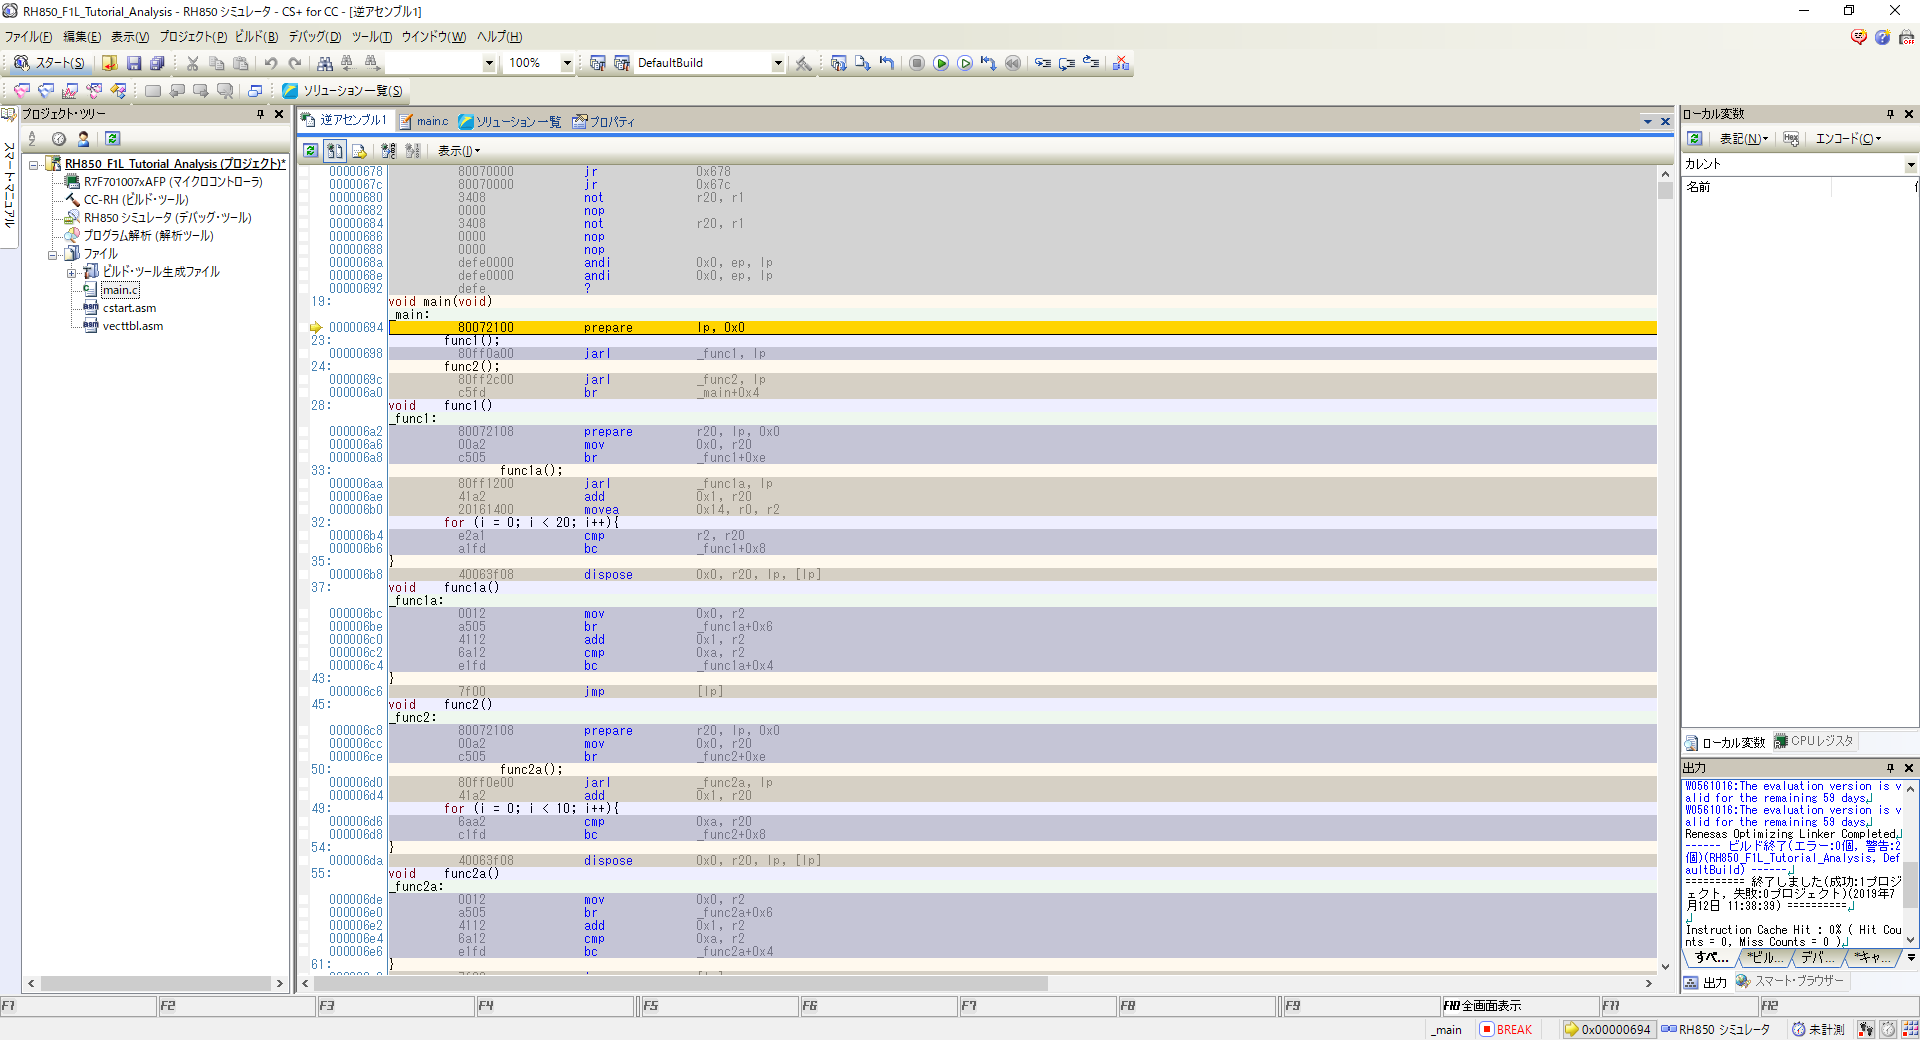 RH850_F1L_Tutorial_Analysis - RH850 シミュレータ - CS+ for CC - [逆アセンブル1]
ファイル(F) 編集(E) 表示(V) プロジェクト(P) ビルド(B) デバッグ(D) ツール(T) ウインドウ(W) ヘルプ(H)
スタート(S) 100% DefaultBuild
ソリューション一覧(S)
スマート・マニュアル
プロジェクト・ツリー
RH850_F1L_Tutorial_Analysis (プロジェクト)*
R7F701007xAFP (マイクロコントローラ)
CC-RH (ビルド・ツール)
RH850 シミュレータ (デバッグ・ツール)
プログラム解析 (解析ツール)
ファイル
ビルド・ツール生成ファイル
main.c
cstart.asm
vecttbl.asm
逆アセンブル1 main.c ソリューション一覧 プロパティ
表示(I)
00000678 80070000 jr 0x678
0000067c 80070000 jr 0x67c
00000680 3408 not r20, r1
00000682 0000 nop
00000684 3408 not r20, r1
00000686 0000 nop
00000688 0000 nop
0000068a defe0000 andi 0x0, ep, lp
0000068e defe0000 andi 0x0, ep, lp
00000692 defe ?
19: void main(void)
_main:
00000694 80072100 prepare lp, 0x0
23: func1();
00000698 80ff0a00 jarl _func1, lp
24: func2();
0000069c 80ff2c00 jarl _func2, lp
000006a0 c5fd br _main+0x4
28: void func1()
_func1:
000006a2 80072108 prepare r20, lp, 0x0
000006a6 00a2 mov 0x0, r20
000006a8 c505 br _func1+0xe
33: func1a();
000006aa 80ff1200 jarl _func1a, lp
000006ae 41a2 add 0x1, r20
000006b0 20161400 movea 0x14, r0, r2
32: for (i = 0; i < 20; i++){
000006b4 e2a1 cmp r2, r20
000006b6 a1fd bc _func1+0x8
35: }
000006b8 40063f08 dispose 0x0, r20, lp, [lp]
37: void func1a()
_func1a:
000006bc 0012 mov 0x0, r2
000006be a505 br _func1a+0x6
000006c0 4112 add 0x1, r2
000006c2 6a12 cmp 0xa, r2
000006c4 e1fd bc _func1a+0x4
43: }
000006c6 7f00 jmp [lp]
45: void func2()
_func2:
000006c8 80072108 prepare r20, lp, 0x0
000006cc 00a2 mov 0x0, r20
000006ce c505 br _func2+0xe
50: func2a();
000006d0 80ff0e00 jarl _func2a, lp
000006d4 41a2 add 0x1, r20
49: for (i = 0; i < 10; i++){
000006d6 6aa2 cmp 0xa, r20
000006d8 c1fd bc _func2+0x8
54: }
000006da 40063f08 dispose 0x0, r20, lp, [lp]
55: void func2a()
_func2a:
000006de 0012 mov 0x0, r2
000006e0 a505 br _func2a+0x6
000006e2 4112 add 0x1, r2
000006e4 6a12 cmp 0xa, r2
000006e6 e1fd bc _func2a+0x4
61: }
ローカル変数
表記(N) Hex エンコード(C)
カレント
名前
ローカル変数 CPUレジスタ
出力
W0561016:The evaluation version is v
alid for the remaining 59 days
W0561016:The evaluation version is v
alid for the remaining 59 days
Renesas Optimizing Linker Completed
------ ビルド終了(エラー:0個, 警告:2
個)(RH850_F1L_Tutorial_Analysis, Def
aultBuild) ------
========== 終了しました(成功:1プロジ
ェクト, 失敗:0プロジェクト)(2019年7
月12日 11:38:39) ==========
Instruction Cache Hit : 0% ( Hit Cou
nts = 0, Miss Counts = 0 )
すべ... *ビル... デバ... *キャ...
出力 スマート・ブラウザー
F1 F2 F3 F4 F5 F6 F7 F8 F9 F10 全画面表示 F11 F12
_main BREAK 0x00000694 RH850 シミュレータ 未計測